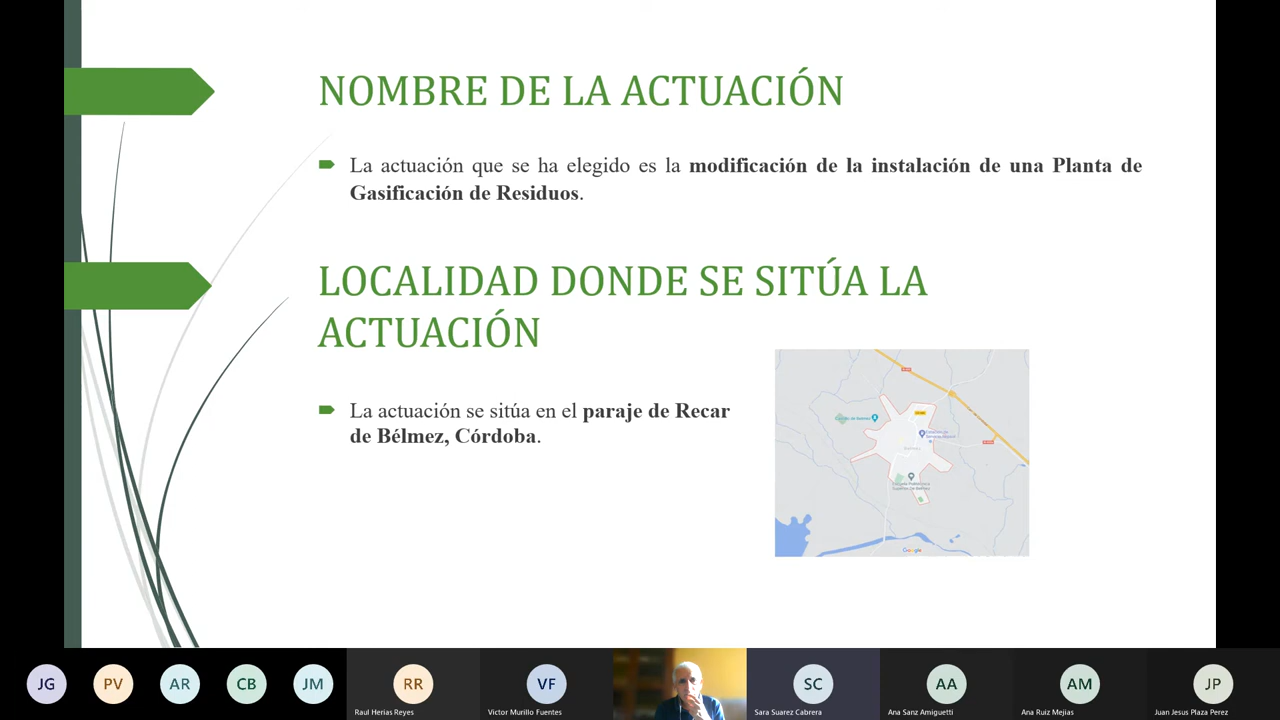 NOMBRE DE LA ACTUACIÓN
La actuación que se ha elegido es la modificación de la instalación de una Planta de
Gasificación de Residuos.
LOCALIDAD DONDE SE SITÚA LA
ACTUACIÓN
La actuación se sitúa en el paraje de Recar
de Bélmez, Córdoba.
Google
JG
PV
AR
CB
JM
RR
Raul Herias Reyes
VF
Victor Murillo Fuentes
SC
Sara Suarez Cabrera
AA
Ana Sanz Amiguetti
AM
Ana Ruiz Mejias
JP
Juan Jesus Plaza Perez